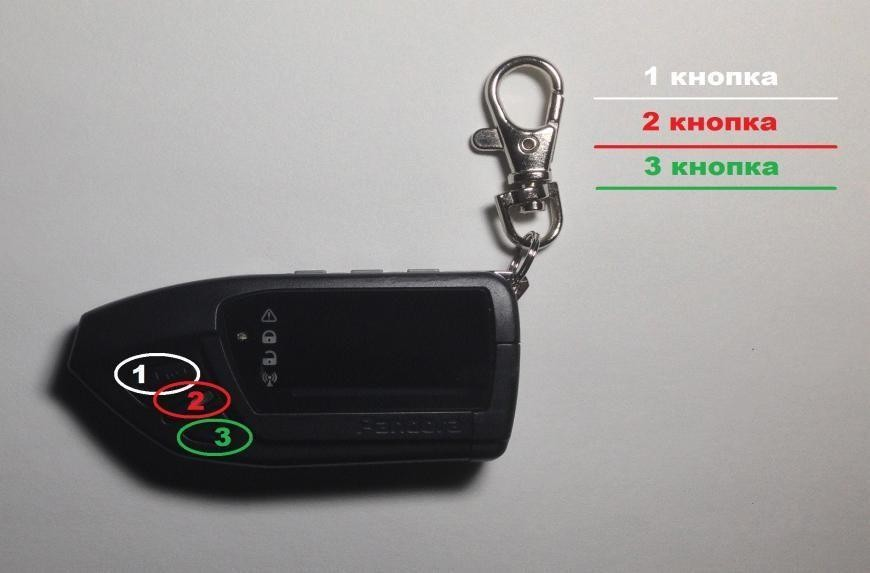 1 кнопка
2 кнопка
3 кнопка
1
2
3
Pandora